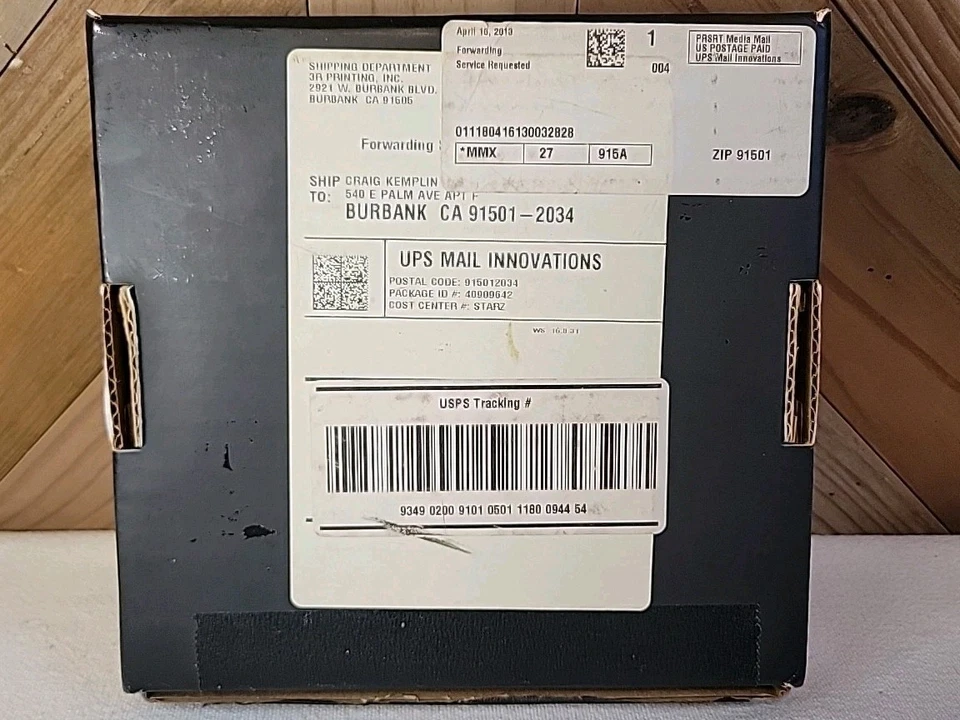 April 16, 2013
Forwarding
Service Requested
1
004
PRSRT Media Mail
US POSTAGE PAID
UPS Mail Innovations
011180416130032828
*MMX 27 915A
ZIP 91501
SHIPPING DEPARTMENT
3R PRINTING, INC.
2921 W. BURBANK BLVD.
BURBANK CA 91505
Forwarding
SHIP TO:
CRAIG KEMPLIN
540 E PALM AVE APT F
BURBANK CA 91501-2034
UPS MAIL INNOVATIONS
POSTAL CODE: 915012034
PACKAGE ID #: 40909642
COST CENTER #: STARZ
USPS Tracking #
9349 0200 9101 0501 1180 0944 54